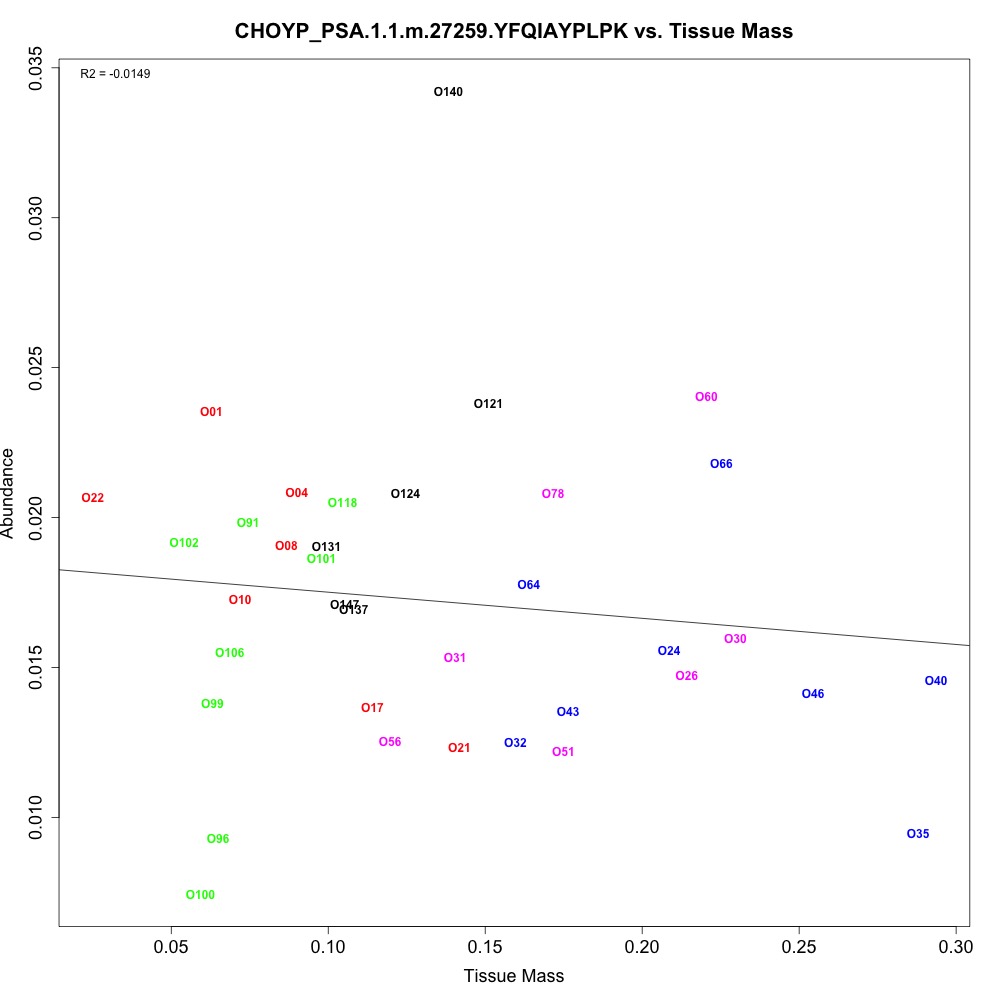 CHOYP_PSA.1.1.m.27259.YFQIAYPLPK vs. Tissue Mass
R2 = -0.0149
0.035
O140
0.030
0.025
O60
O121
O01
O66
O22
O04
O124
O78
O118
0.020
O91
O102
O08
O131
O101
O64
O10
O147
O137
O30
O106
O24
O31
0.015
O26
O40
O46
O99
O17
O43
O56
O32
O21
O51
0.010
O35
O96
O100
Abundance
0.05 0.10 0.15 0.20 0.25 0.30
Tissue Mass